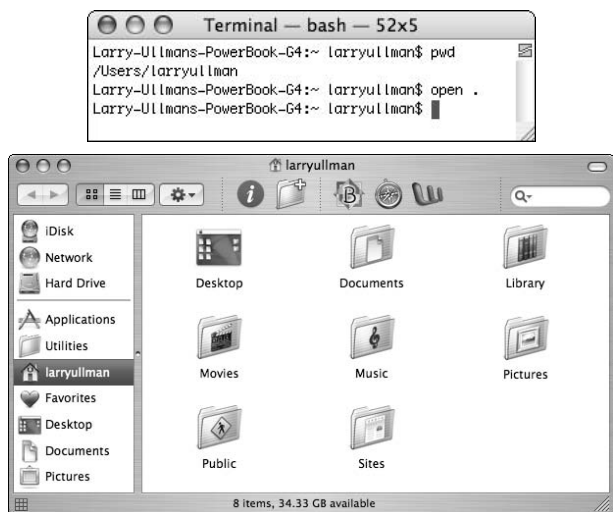 Terminal — bash — 52x5
Larry-Ullmans-PowerBook-G4:~ larryullman$ pwd
/Users/larryullman
Larry-Ullmans-PowerBook-G4:~ larryullman$ open .
Larry-Ullmans-PowerBook-G4:~ larryullman$
larryullman
iDisk
Network
Hard Drive
Applications
Utilities
larryullman
Favorites
Desktop
Documents
Pictures
Desktop Documents Library
Movies Music Pictures
Public Sites
8 items, 34.33 GB available